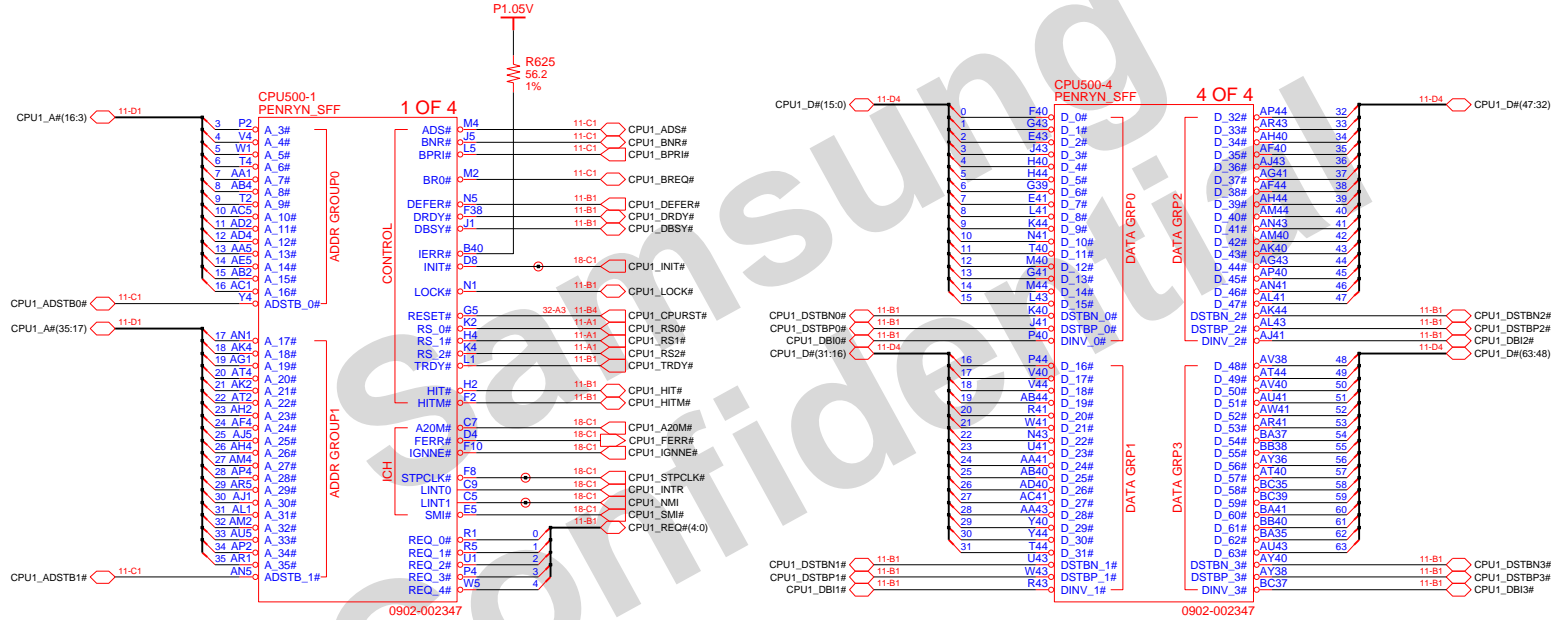 P1.05V
R625
56.2
1%
CPU500-1
PENRYN_SFF
1 OF 4
CPU1_A#(16:3) 11-D1
3 P2 A_3#
4 V4 A_4#
5 W1 A_5#
6 T4 A_6#
7 AA1 A_7#
8 AB4 A_8#
9 T2 A_9#
10 AC5 A_10#
11 AD2 A_11#
12 AD4 A_12#
13 AA5 A_13#
14 AE5 A_14#
15 AB2 A_15#
16 AC1 A_16#
CPU1_ADSTB0# 11-C1 Y4 ADSTB_0#
ADDR GROUP0
CPU1_A#(35:17) 11-D1
17 AN1 A_17#
18 AK4 A_18#
19 AG1 A_19#
20 AT4 A_20#
21 AK2 A_21#
22 AT2 A_22#
23 AH2 A_23#
24 AF4 A_24#
25 AJ5 A_25#
26 AH4 A_26#
27 AM4 A_27#
28 AP4 A_28#
29 AR5 A_29#
30 AJ1 A_30#
31 AL1 A_31#
32 AM2 A_32#
33 AU5 A_33#
34 AP2 A_34#
35 AR1 A_35#
CPU1_ADSTB1# 11-C1 AN5 ADSTB_1#
ADDR GROUP1
CONTROL
ADS# M4 11-C1 CPU1_ADS#
BNR# J5 11-C1 CPU1_BNR#
BPRI# L5 11-C1 CPU1_BPRI#
BR0# M2 11-C1 CPU1_BREQ#
DEFER# N5 11-B1 CPU1_DEFER#
DRDY# F38 11-B1 CPU1_DRDY#
DBSY# J1 11-B1 CPU1_DBSY#
IERR# B40
INIT# D8 18-C1 CPU1_INIT#
LOCK# N1 11-B1 CPU1_LOCK#
RESET# G5 32-A3 11-B4 CPU1_CPURST#
RS_0# K2 11-A1 CPU1_RS0#
RS_1# H4 11-A1 CPU1_RS1#
RS_2# K4 11-A1 CPU1_RS2#
TRDY# L1 11-B1 CPU1_TRDY#
HIT# H2 11-B1 CPU1_HIT#
HITM# F2 11-B1 CPU1_HITM#
ICH
A20M# C7 18-C1 CPU1_A20M#
FERR# D4 18-C1 CPU1_FERR#
IGNNE# F10 18-C1 CPU1_IGNNE#
STPCLK# F8 18-C1 CPU1_STPCLK#
LINT0 C9 18-C1 CPU1_INTR
LINT1 C5 18-C1 CPU1_NMI
SMI# E5 18-C1 CPU1_SMI#
11-B1 CPU1_REQ#(4:0)
REQ_0# R1 0
REQ_1# R5 1
REQ_2# U1 2
REQ_3# P4 3
REQ_4# W5 4
0902-002347
CPU500-4
PENRYN_SFF
4 OF 4
CPU1_D#(15:0) 11-D4
0 F40 D_0#
1 G43 D_1#
2 E43 D_2#
3 J43 D_3#
4 H40 D_4#
5 H44 D_5#
6 G39 D_6#
7 E41 D_7#
8 L41 D_8#
9 K44 D_9#
10 N41 D_10#
11 T40 D_11#
12 M40 D_12#
13 G41 D_13#
14 M44 D_14#
15 L43 D_15#
CPU1_DSTBN0# 11-B1 K40 DSTBN_0#
CPU1_DSTBP0# 11-B1 J41 DSTBP_0#
CPU1_DBI0# 11-B1 P40 DINV_0#
DATA GRP0
CPU1_D#(31:16) 11-D4
16 P44 D_16#
17 V40 D_17#
18 V44 D_18#
19 AB44 D_19#
20 R41 D_20#
21 W41 D_21#
22 N43 D_22#
23 U41 D_23#
24 AA41 D_24#
25 AB40 D_25#
26 AD40 D_26#
27 AC41 D_27#
28 AA43 D_28#
29 Y40 D_29#
30 Y44 D_30#
31 T44 D_31#
CPU1_DSTBN1# 11-B1 U43 DSTBN_1#
CPU1_DSTBP1# 11-B1 W43 DSTBP_1#
CPU1_DBI1# 11-B1 R43 DINV_1#
DATA GRP1
DATA GRP2
11-D4 CPU1_D#(47:32)
D_32# AP44 32
D_33# AR43 33
D_34# AH40 34
D_35# AF40 35
D_36# AJ43 36
D_37# AG41 37
D_38# AF44 38
D_39# AH44 39
D_40# AM44 40
D_41# AN43 41
D_42# AM40 42
D_43# AK40 43
D_44# AG43 44
D_45# AP40 45
D_46# AN41 46
D_47# AL41 47
DSTBN_2# AK44 11-B1 CPU1_DSTBN2#
DSTBP_2# AL43 11-B1 CPU1_DSTBP2#
DINV_2# AJ41 11-B1 CPU1_DBI2#
DATA GRP3
11-D4 CPU1_D#(63:48)
D_48# AV38 48
D_49# AT44 49
D_50# AV40 50
D_51# AU41 51
D_52# AW41 52
D_53# AR41 53
D_54# BA37 54
D_55# BB38 55
D_56# AY36 56
D_57# AT40 57
D_58# BC35 58
D_59# BC39 59
D_60# BA41 60
D_61# BB40 61
D_62# BA35 62
D_63# AU43 63
DSTBN_3# AY40 11-B1 CPU1_DSTBN3#
DSTBP_3# AY38 11-B1 CPU1_DSTBP3#
DINV_3# BC37 11-B1 CPU1_DBI3#
0902-002347
Samsung
Confidential